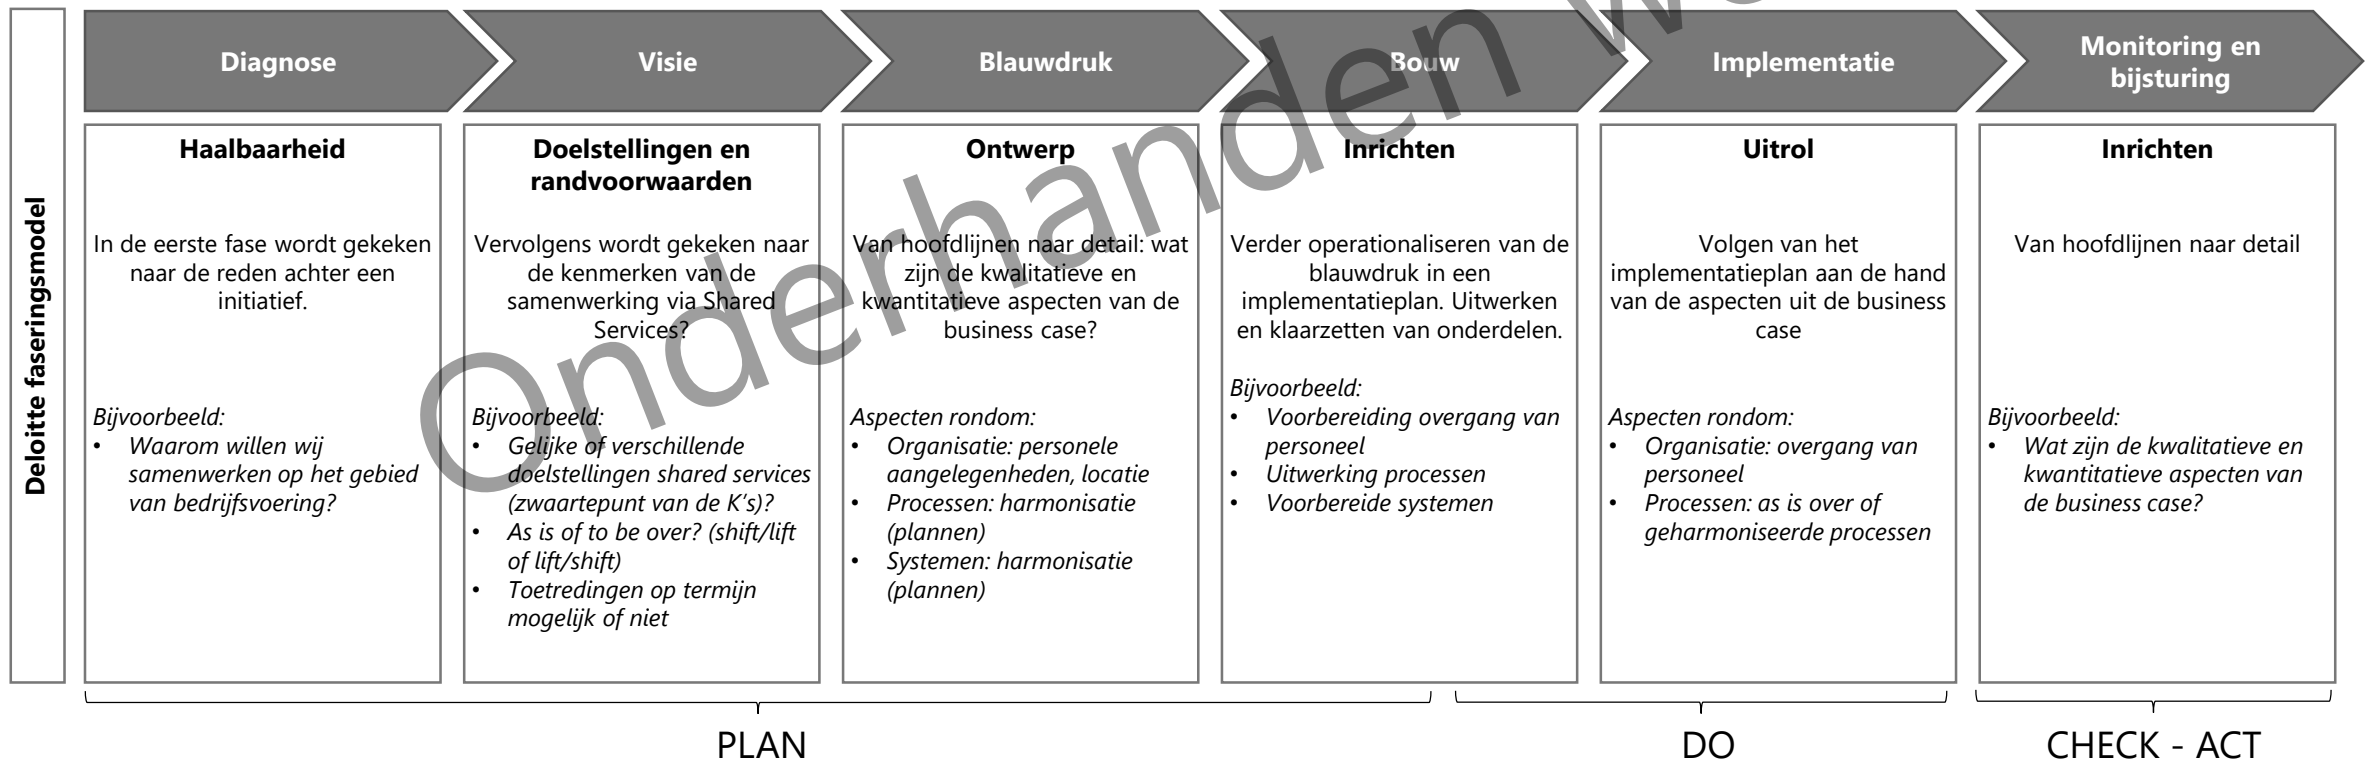 Deloitte faseringsmodel
Diagnose
Visie
Blauwdruk
Bouw
Implementatie
Monitoring en
bijsturing
Haalbaarheid
In de eerste fase wordt gekeken
naar de reden achter een
initiatief.
Bijvoorbeeld:
• Waarom willen wij
samenwerken op het gebied
van bedrijfsvoering?
Doelstellingen en
randvoorwaarden
Vervolgens wordt gekeken naar
de kenmerken van de
samenwerking via Shared
Services?
Bijvoorbeeld:
• Gelijke of verschillende
doelstellingen shared services
(zwaartepunt van de K's)?
• As is of to be over? (shift/lift
of lift/shift)
• Toetredingen op termijn
mogelijk of niet
Ontwerp
Van hoofdlijnen naar detail: wat
zijn de kwalitatieve en
kwantitatieve aspecten van de
business case?
Aspecten rondom:
• Organisatie: personele
aangelegenheden, locatie
• Processen: harmonisatie
(plannen)
• Systemen: harmonisatie
(plannen)
Inrichten
Verder operationaliseren van de
blauwdruk in een
implementatieplan. Uitwerken
en klaarzetten van onderdelen.
Bijvoorbeeld:
• Voorbereiding overgang van
personeel
• Uitwerking processen
• Voorbereide systemen
Uitrol
Volgen van het
implementatieplan aan de hand
van de aspecten uit de business
case
Aspecten rondom:
• Organisatie: overgang van
personeel
• Processen: as is over of
geharmoniseerde processen
Inrichten
Van hoofdlijnen naar detail
Bijvoorbeeld:
• Wat zijn de kwalitatieve en
kwantitatieve aspecten van
de business case?
PLAN
DO
CHECK - ACT
Onderhanden